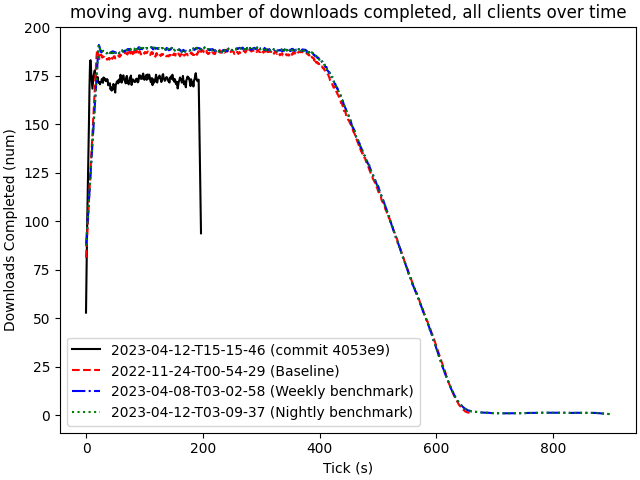 moving avg. number of downloads completed, all clients over time
200
175
150
125
100
75
50
25
0
Downloads Completed (num)
2023-04-12-T15-15-46 (commit 4053e9)
2022-11-24-T00-54-29 (Baseline)
2023-04-08-T03-02-58 (Weekly benchmark)
2023-04-12-T03-09-37 (Nightly benchmark)
0 200 400 600 800
Tick (s)